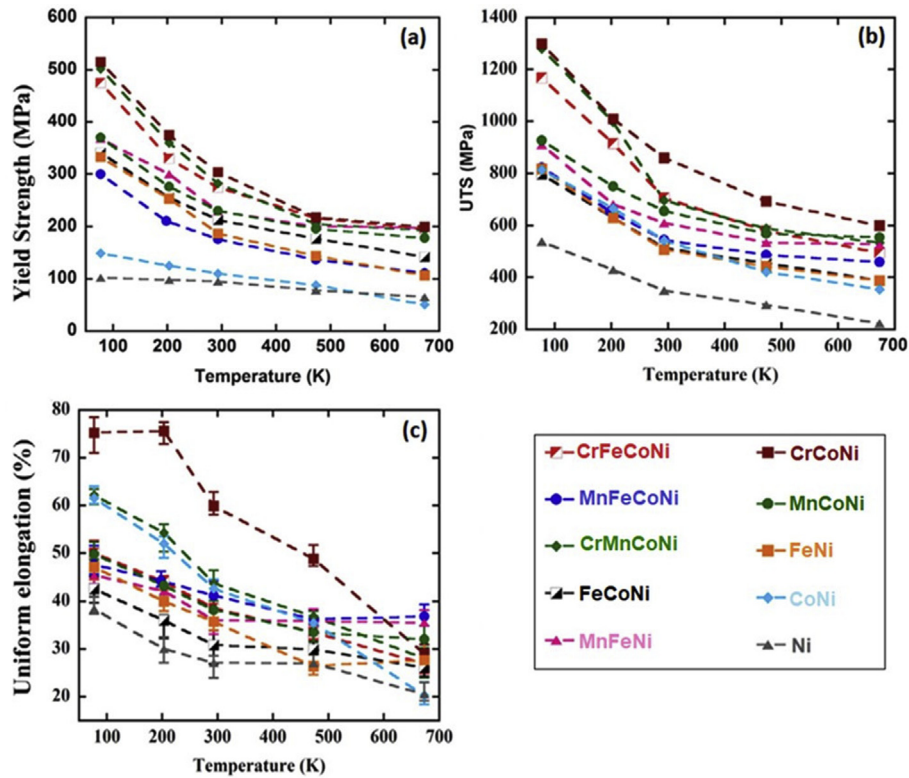 (a)
600
500
400
300
200
100
0
Yield Strength (MPa)
100 200 300 400 500 600 700
Temperature (K)
(b)
1400
1200
1000
800
600
400
200
UTS (MPa)
100 200 300 400 500 600 700
Temperature (K)
(c)
80
70
60
50
40
30
20
Uniform elongation (%)
100 200 300 400 500 600 700
Temperature (K)
CrFeCoNi
MnFeCoNi
CrMnCoNi
FeCoNi
MnFeNi
CrCoNi
MnCoNi
FeNi
CoNi
Ni